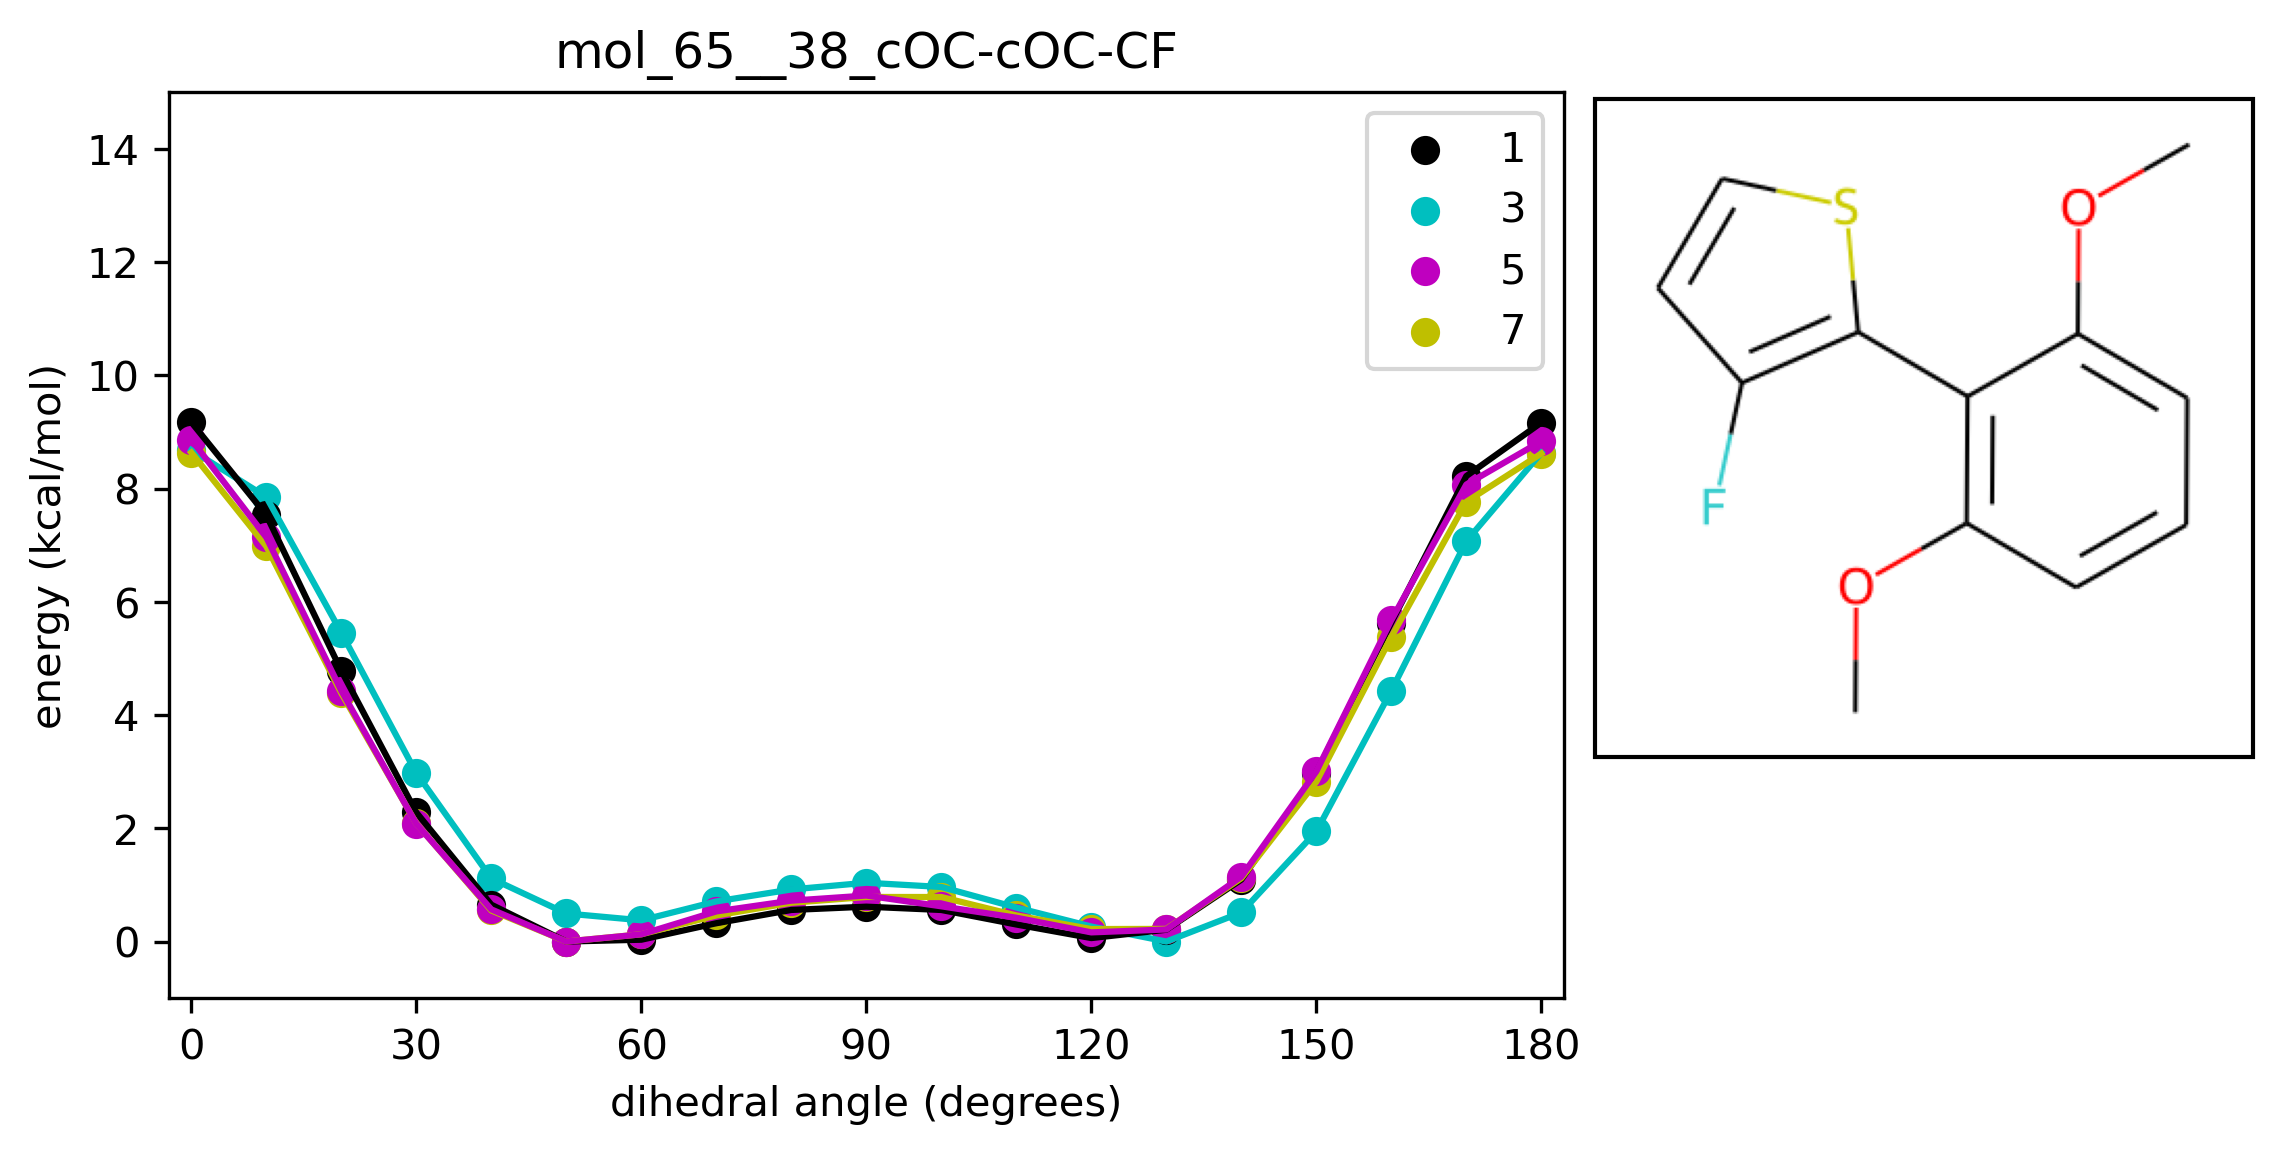 mol_65__38_cOC-cOC-CF
energy (kcal/mol)
14
12
10
8
6
4
2
0
0 30 60 90 120 150 180
dihedral angle (degrees)
1
3
5
7
S
O
F
O